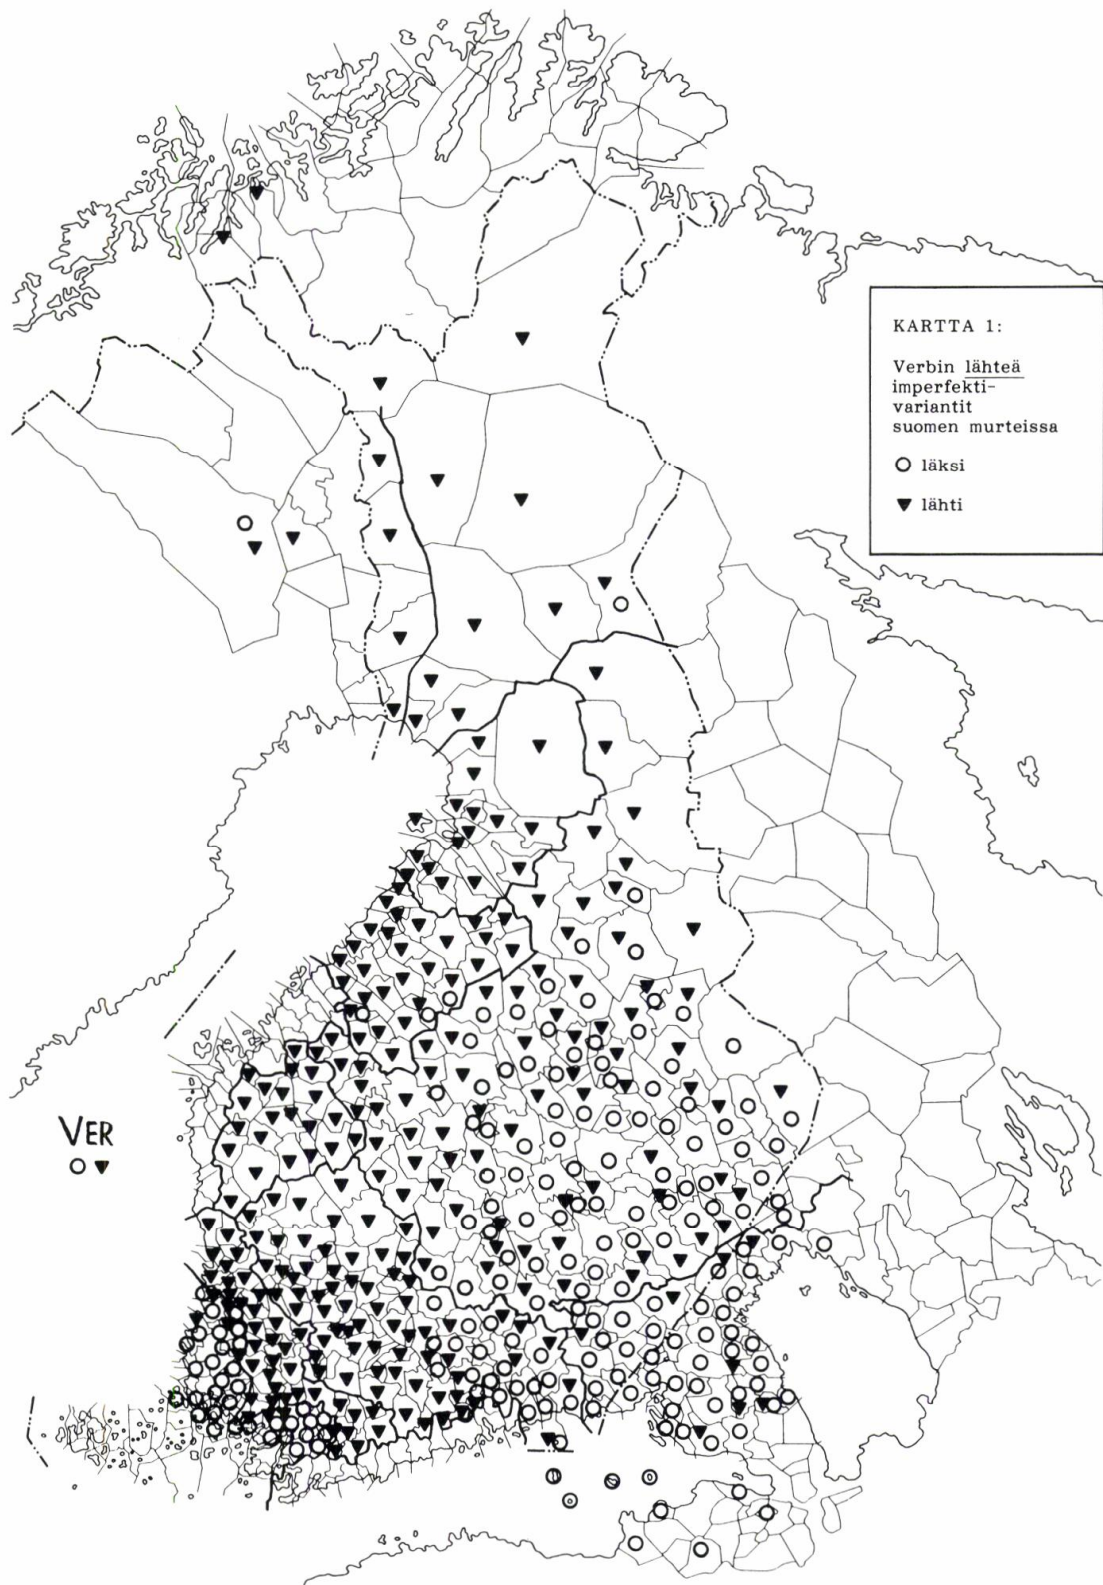 KARTTA 1:
Verbin lähteä
imperfekti-
variantit
suomen murteissa
läksi
lähti
VER